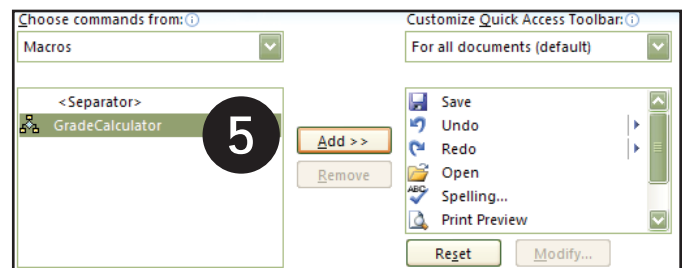 Choose commands from:
Macros
<Separator>
GradeCalculator
5
Add >>
Remove
Customize Quick Access Toolbar:
For all documents (default)
Save
Undo
Redo
Open
ABC
Spelling...
Print Preview
Reset
Modify...